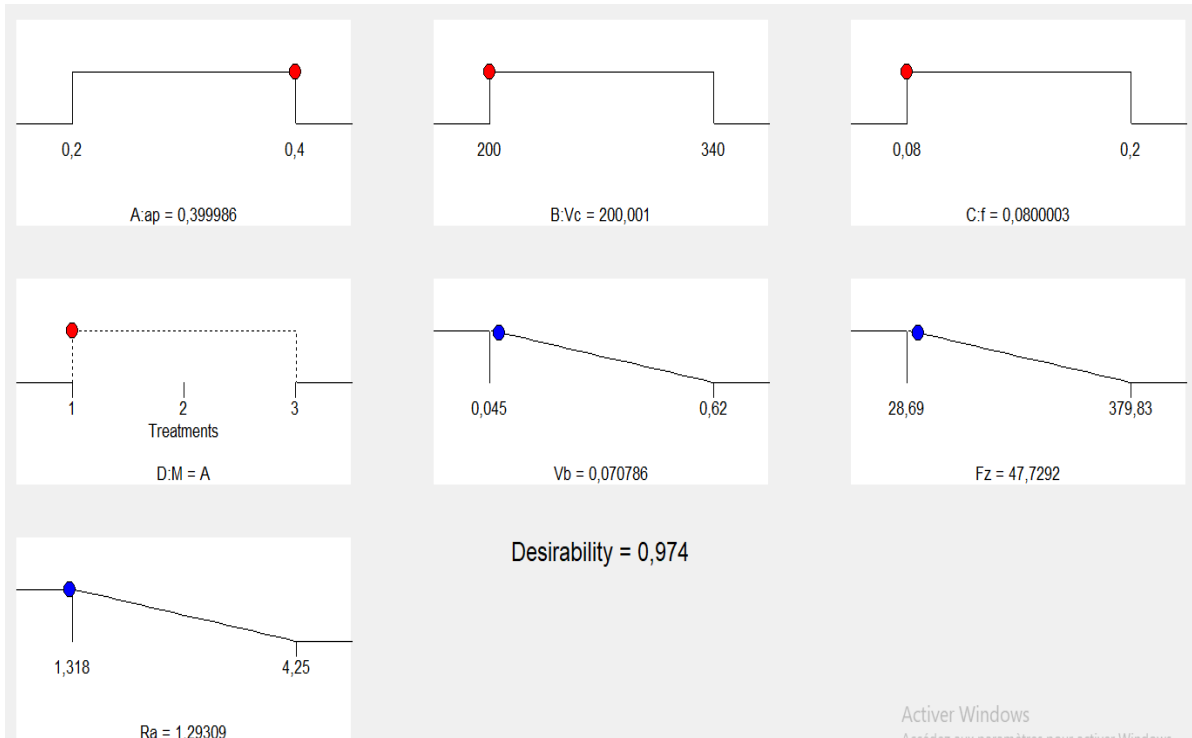 0,2 0,4
A:ap = 0,399986
200 340
B:Vc = 200,001
0,08 0,2
C:f = 0,0800003
1 2 3
Treatments
D:M = A
0,045 0,62
Vb = 0,070786
28,69 379,83
Fz = 47,7292
1,318 4,25
Ra = 1,29309
Desirability = 0,974
Activer Windows